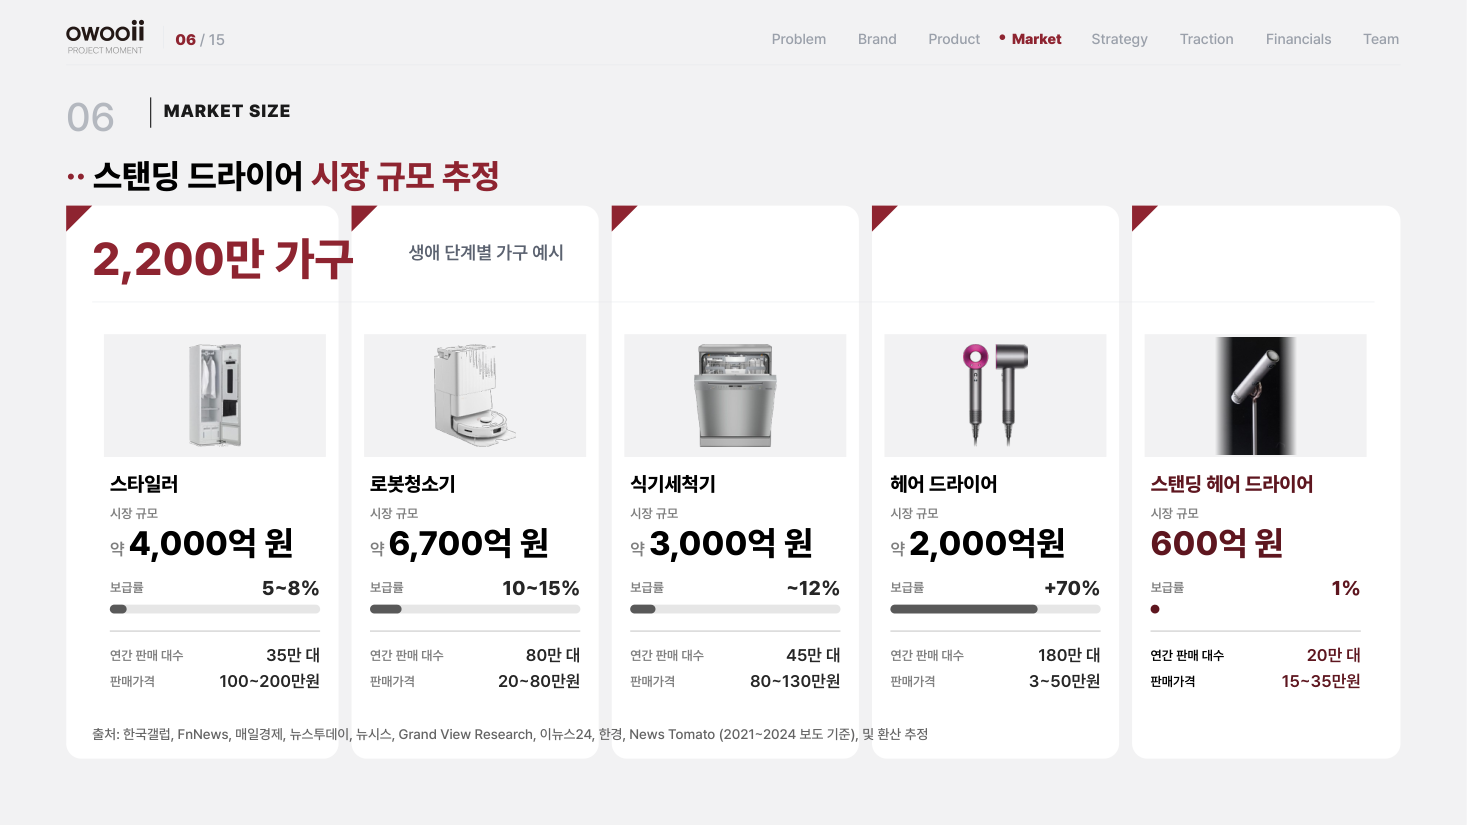 owooii
PROJECT MOMENT
06 / 15
Problem
Brand
Product
• Market
Strategy
Traction
Financials
Team
06
MARKET SIZE
•• 스탠딩 드라이어 시장 규모 추정
2,200만 가구
생애 단계별 가구 예시
스타일러
시장 규모
약 4,000억 원
보급률 5~8%
연간 판매 대수 35만 대
판매가격 100~200만원
로봇청소기
시장 규모
약 6,700억 원
보급률 10~15%
연간 판매 대수 80만 대
판매가격 20~80만원
식기세척기
시장 규모
약 3,000억 원
보급률 ~12%
연간 판매 대수 45만 대
판매가격 80~130만원
헤어 드라이어
시장 규모
약 2,000억원
보급률 +70%
연간 판매 대수 180만 대
판매가격 3~50만원
스탠딩 헤어 드라이어
시장 규모
600억 원
보급률 1%
연간 판매 대수 20만 대
판매가격 15~35만원
출처: 한국갤럽, FnNews, 매일경제, 뉴스투데이, 뉴시스, Grand View Research, 이뉴스24, 한경, News Tomato (2021~2024 보도 기준), 및 환산 추정